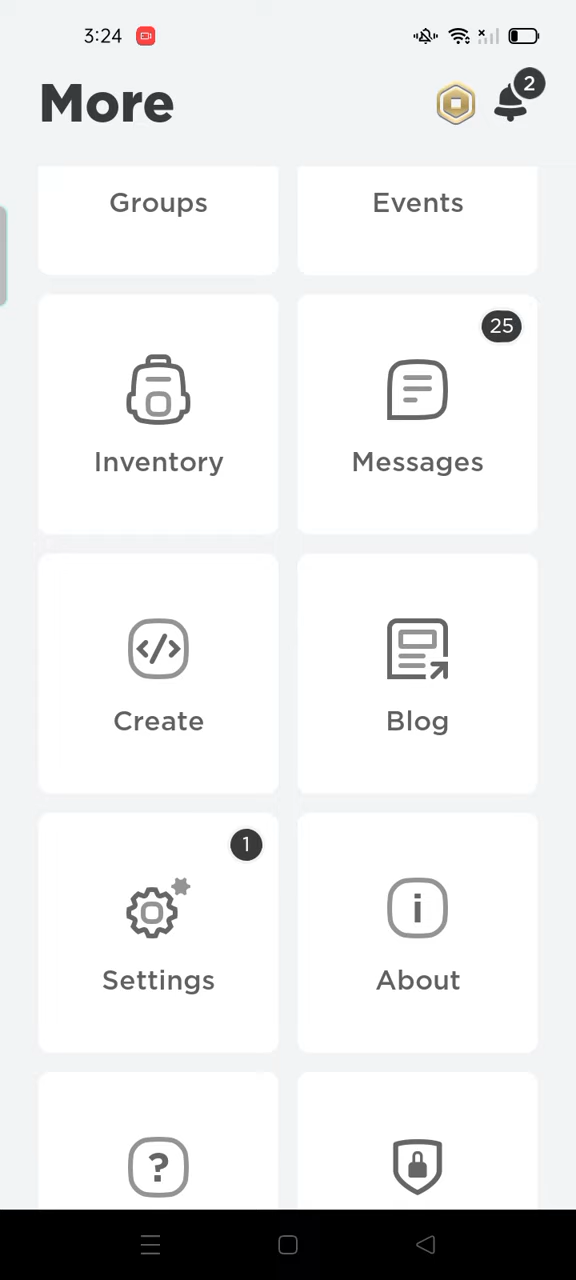 3:24
More
2
Groups
Events
25
Inventory
Messages
Create
Blog
1
Settings
About